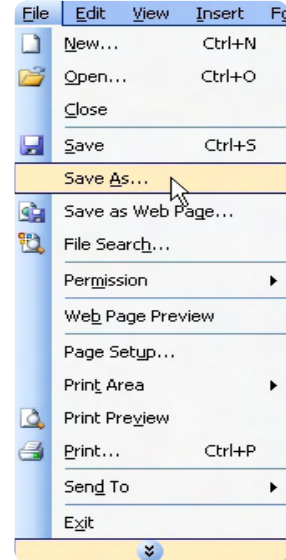 File Edit View Insert
New... Ctrl+N
Open... Ctrl+O
Close
Save Ctrl+S
Save As...
Save as Web Page...
File Search...
Permission
Web Page Preview
Page Setup...
Print Area
Print Preview
Print... Ctrl+P
Send To
Exit